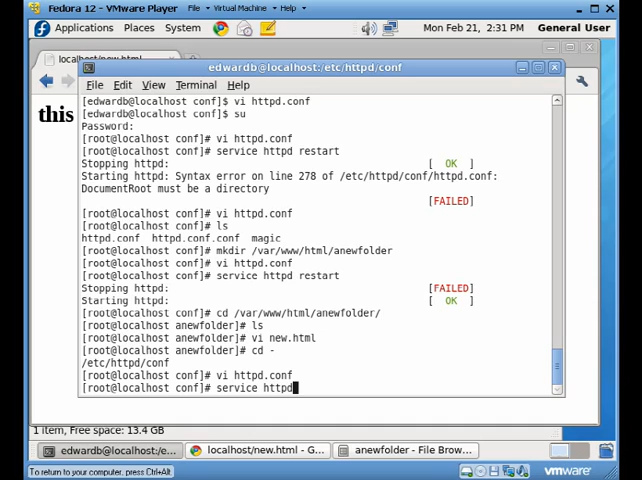 Fedora 12 - VMware Player File Virtual Machine Help
Applications Places Mon Feb 21, 2:31 PM General User
localhost/new.html
this
edwardb@localhost:/etc/httpd/conf
File Edit View Terminal Help
[edwardb@localhost conf]$ vi httpd.conf
[edwardb@localhost conf]$ su
Password:
[root@localhost conf]# vi httpd.conf
[root@localhost conf]# service httpd restart
Stopping httpd: [ OK ]
Starting httpd: Syntax error on line 278 of /etc/httpd/conf/httpd.conf:
DocumentRoot must be a directory
[FAILED]
[root@localhost conf]# vi httpd.conf
[root@localhost conf]# ls
httpd.conf httpd.conf.conf magic
[root@localhost conf]# mkdir /var/www/html/anewfolder
[root@localhost conf]# vi httpd.conf
[root@localhost conf]# service httpd restart
Stopping httpd: [FAILED]
Starting httpd: [ OK ]
[root@localhost conf]# cd /var/www/html/anewfolder/
[root@localhost anewfolder]# ls
[root@localhost anewfolder]# vi new.html
[root@localhost anewfolder]# cd -
/etc/httpd/conf
[root@localhost conf]# vi httpd.conf
[root@localhost conf]# service httpd
1 item, Free space: 13.4 GB
edwardb@localhost:/e... localhost/new.html - G... anewfolder - File Brow...
To return to your computer, press Ctrl+Alt vmware